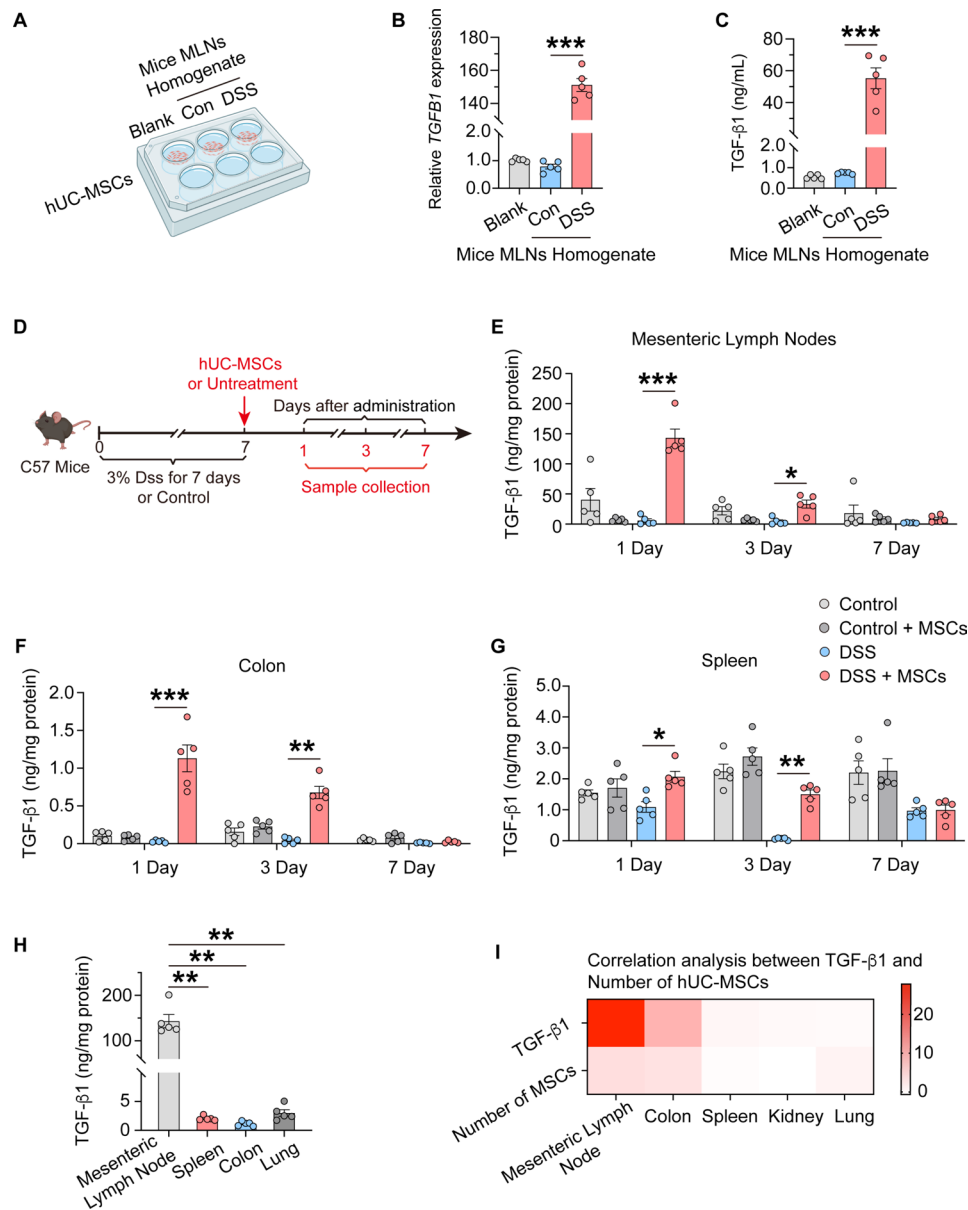 A
Mice MLNs
Homogenate
Blank Con DSS
hUC-MSCs
B
***
Relative TGFB1 expression
180
150
120
90
2.0
1.0
0.0
Blank Con DSS
Mice MLNs Homogenate
C
***
TGF-β1 (ng/mL)
80
60
40
20
2.0
1.0
0.0
Blank Con DSS
Mice MLNs Homogenate
D
hUC-MSCs
or Untreatment
Days after administration
C57 Mice
0 7 1 3 7
3% Dss for 7 days
or Control
Sample collection
E
Mesenteric Lymph Nodes
TGF-β1 (ng/mg protein)
250
200
150
100
50
0
***
*
1 Day 3 Day 7 Day
Control
Control + MSCs
DSS
DSS + MSCs
F
Colon
TGF-β1 (ng/mg protein)
2.0
1.5
1.0
0.5
0
***
**
1 Day 3 Day 7 Day
G
Spleen
TGF-β1 (ng/mg protein)
5.0
4.0
3.0
2.0
1.0
0
*
**
1 Day 3 Day 7 Day
H
TGF-β1 (ng/mg protein)
250
200
150
100
5
0
**
**
**
Mesenteric
Lymph Node
Spleen
Colon
Lung
I
Correlation analysis between TGF-β1 and
Number of hUC-MSCs
TGF-β1
Number of MSCs
Mesenteric Lymph
Node
Colon Spleen Kidney Lung
20
10
0